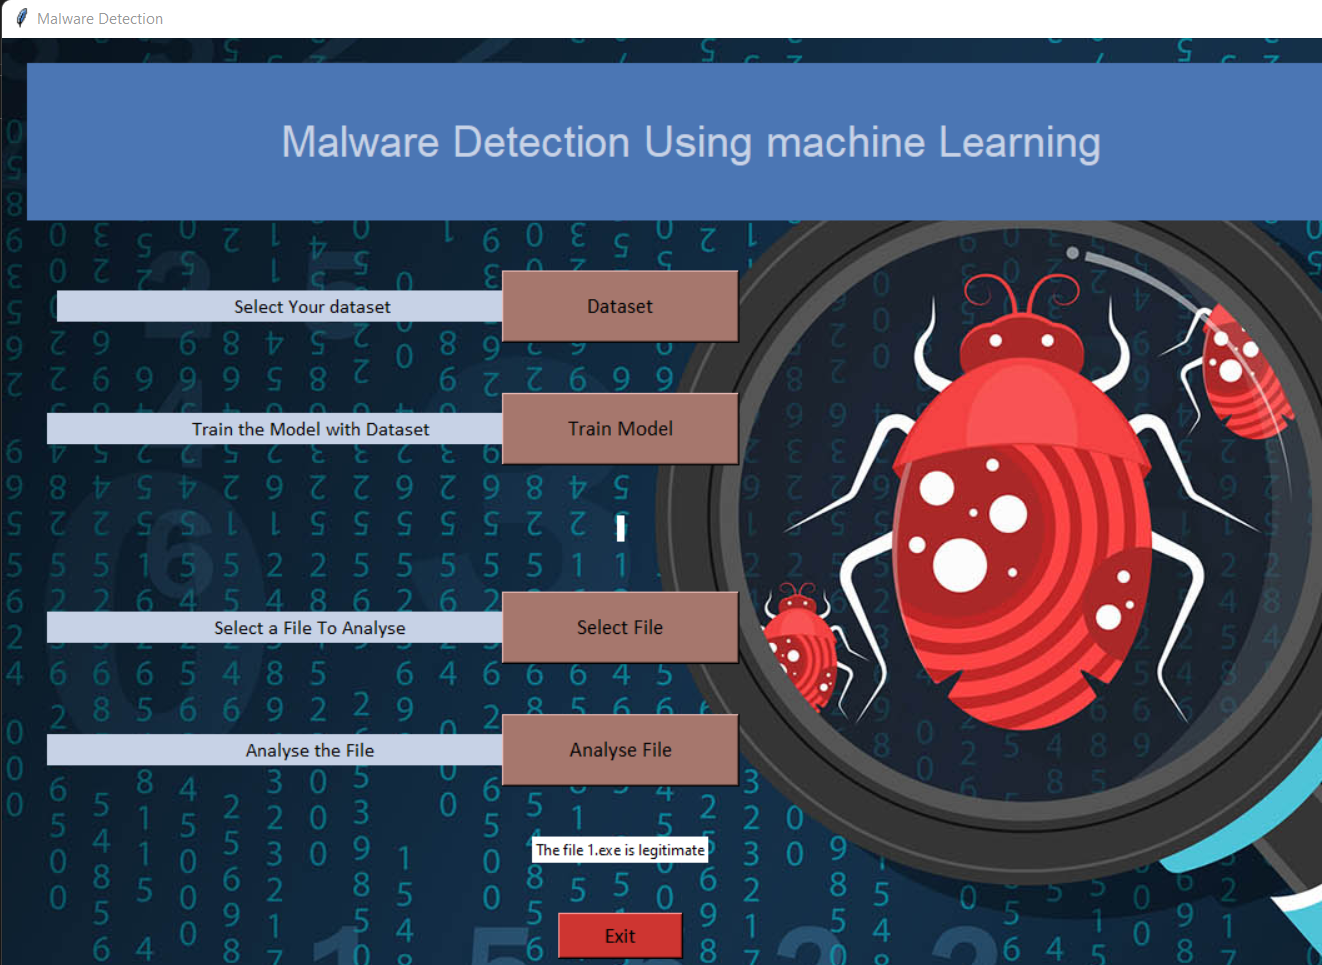 Malware Detection
Malware Detection Using machine Learning
Select Your dataset
Dataset
Train the Model with Dataset
Train Model
Select a File To Analyse
Select File
Analyse the File
Analyse File
The file 1.exe is legitimate
Exit